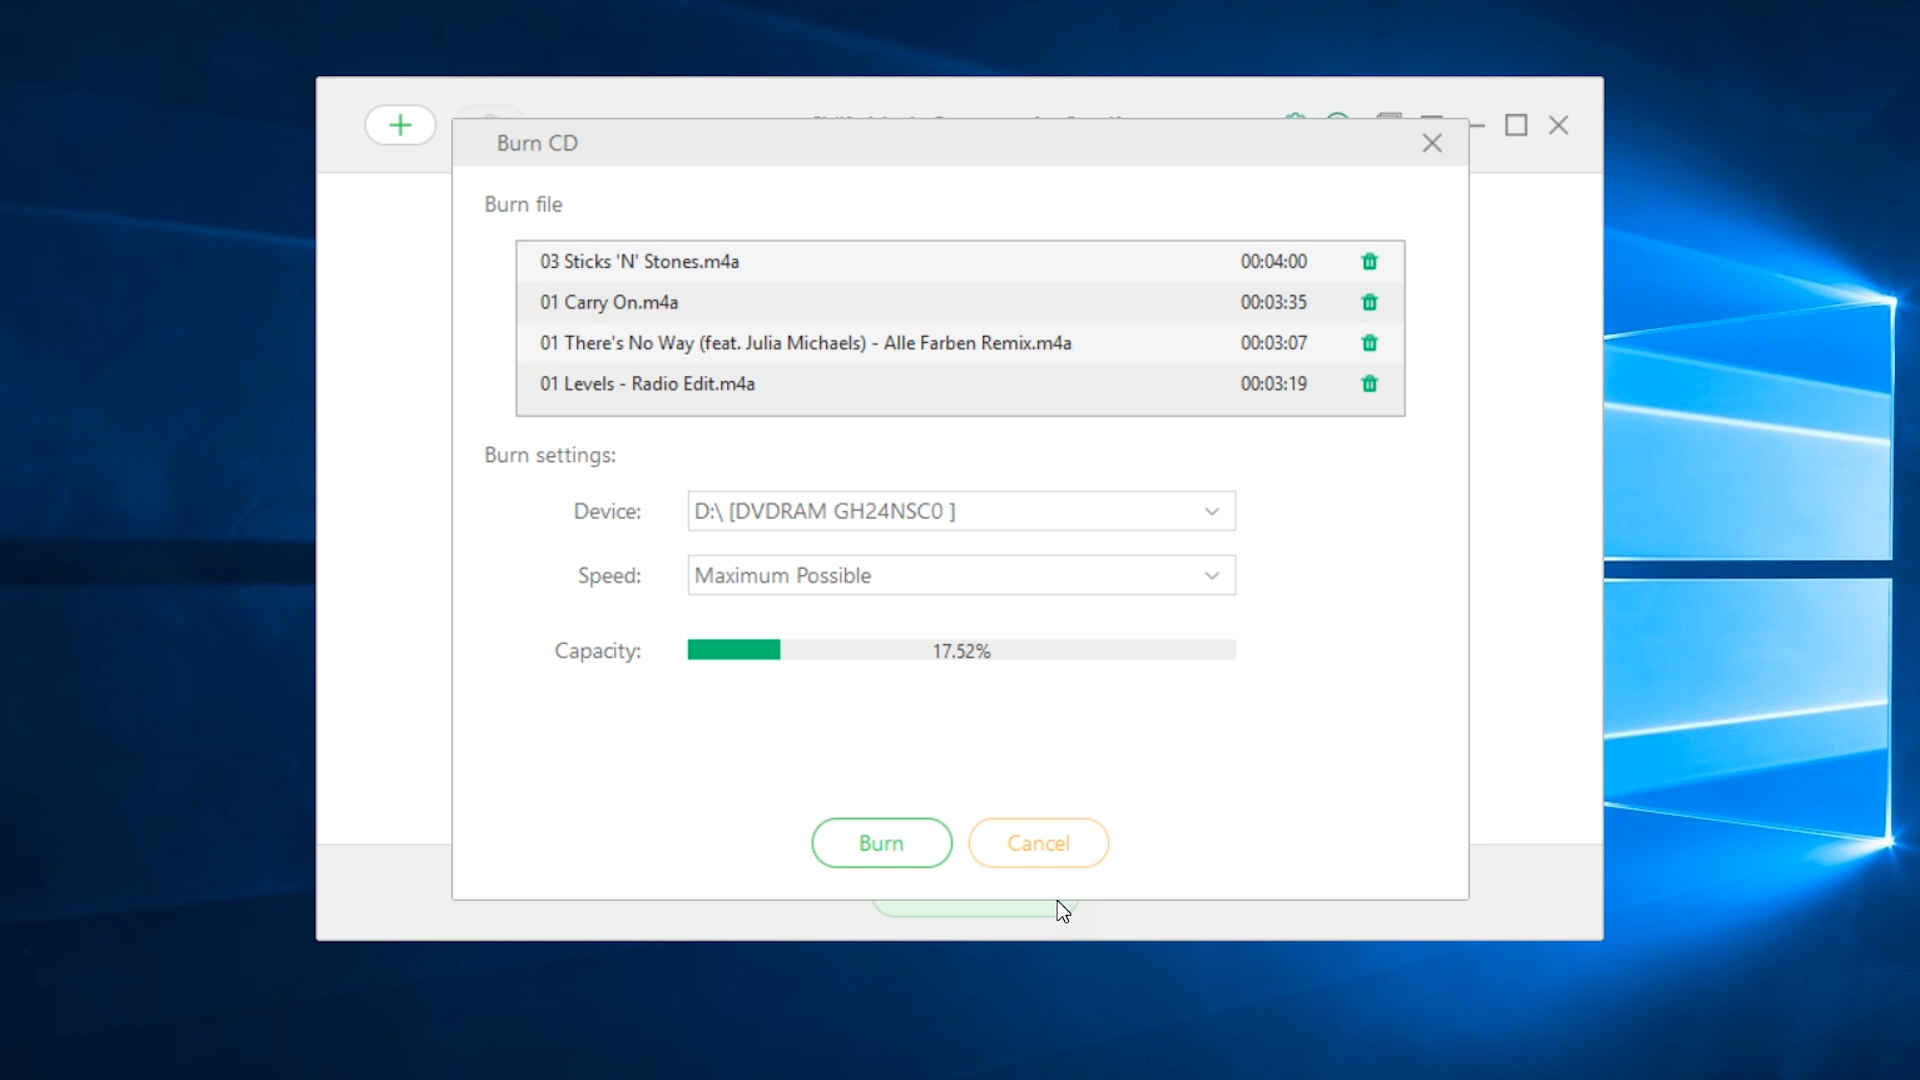 Burn CD
Burn file
03 Sticks 'N' Stones.m4a 00:04:00
01 Carry On.m4a 00:03:35
01 There's No Way (feat. Julia Michaels) - Alle Farben Remix.m4a 00:03:07
01 Levels - Radio Edit.m4a 00:03:19
Burn settings:
Device: D:\ [DVDRAM GH24NSC0 ]
Speed: Maximum Possible
Capacity: 17.52%
Burn Cancel